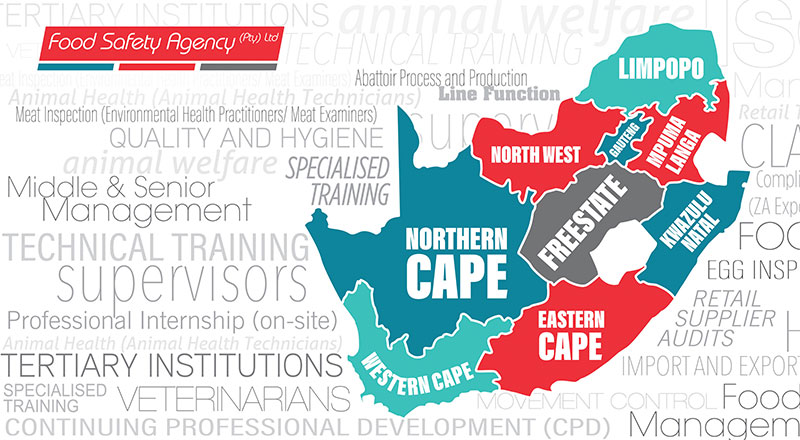 TERTIARY INSTITUTIONS
animal welfare
Food Safety Agency (Pty) Ltd
TECHNICAL TRAINING
Abattoir Process and Production
Animal Health (Animal Health Technicians)
Line Function
Meat Inspection (Environmental Health Practitioners/ Meat Examiners)
QUALITY AND HYGIENE
animal welfare
SPECIALISED
TRAINING
Middle & Senior
Management
TECHNICAL TRAINING
supervisors
Professional Internship (on-site)
Animal Health (Animal Health Technicians)
TERTIARY INSTITUTIONS
SPECIALISED
TRAINING
VETERINARIANS
CONTINUING PROFESSIONAL DEVELOPMENT (CPD)
LIMPOPO
NORTH WEST
GAUTENG
MPUMA
LANGA
FREESTATE
KWAZULU
NATAL
NORTHERN
CAPE
EASTERN
CAPE
WESTERN CAPE
Retail
(ZA Exp
EGG INSP
RETAIL
SUPPLIER
AUDITS
IMPORT AND EXPORT
MOVEMENT CONTROL
Food
Managem